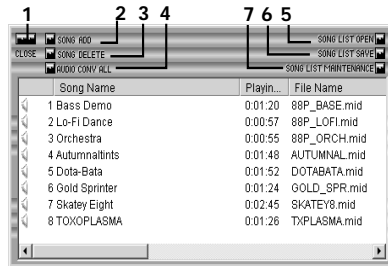 1 2 3 4 7 6 5
SONG ADD SONG LIST OPEN
CLOSE SONG DELETE SONG LIST SAVE
AUDIO CONV ALL SONG LIST MAINTENANCE
Song Name Playin... File Name
1 Bass Demo 0:01:20 88P_BASE.mid
2 Lo-Fi Dance 0:00:57 88P_LOFI.mid
3 Orchestra 0:00:55 88P_ORCH.mid
4 Autumnaltints 0:01:48 AUTUMNAL.mid
5 Dota-Bata 0:01:52 DOTABATA.mid
6 Gold Sprinter 0:01:24 GOLD_SPR.mid
7 Skatey Eight 0:02:45 SKATEY8.mid
8 TOXOPLASMA 0:01:26 TXPLASMA.mid